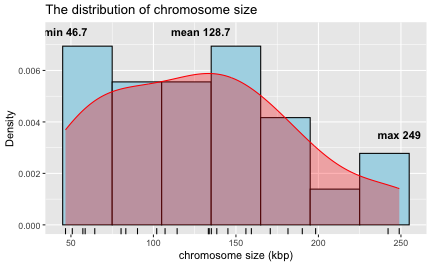 The distribution of chromosome size
min 46.7
mean 128.7
max 249
Density
0.006
0.004
0.002
0.000
50 100 150 200 250
chromosome size (kbp)